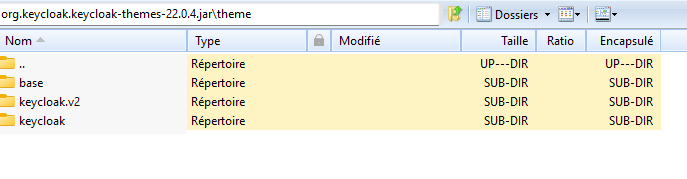 org.keycloak.keycloak-themes-22.0.4.jar\theme Dossiers
Nom Type Modifié Taille Ratio Encapsulé
.. Répertoire UP---DIR UP---DIR
base Répertoire SUB-DIR SUB-DIR
keycloak.v2 Répertoire SUB-DIR SUB-DIR
keycloak Répertoire SUB-DIR SUB-DIR